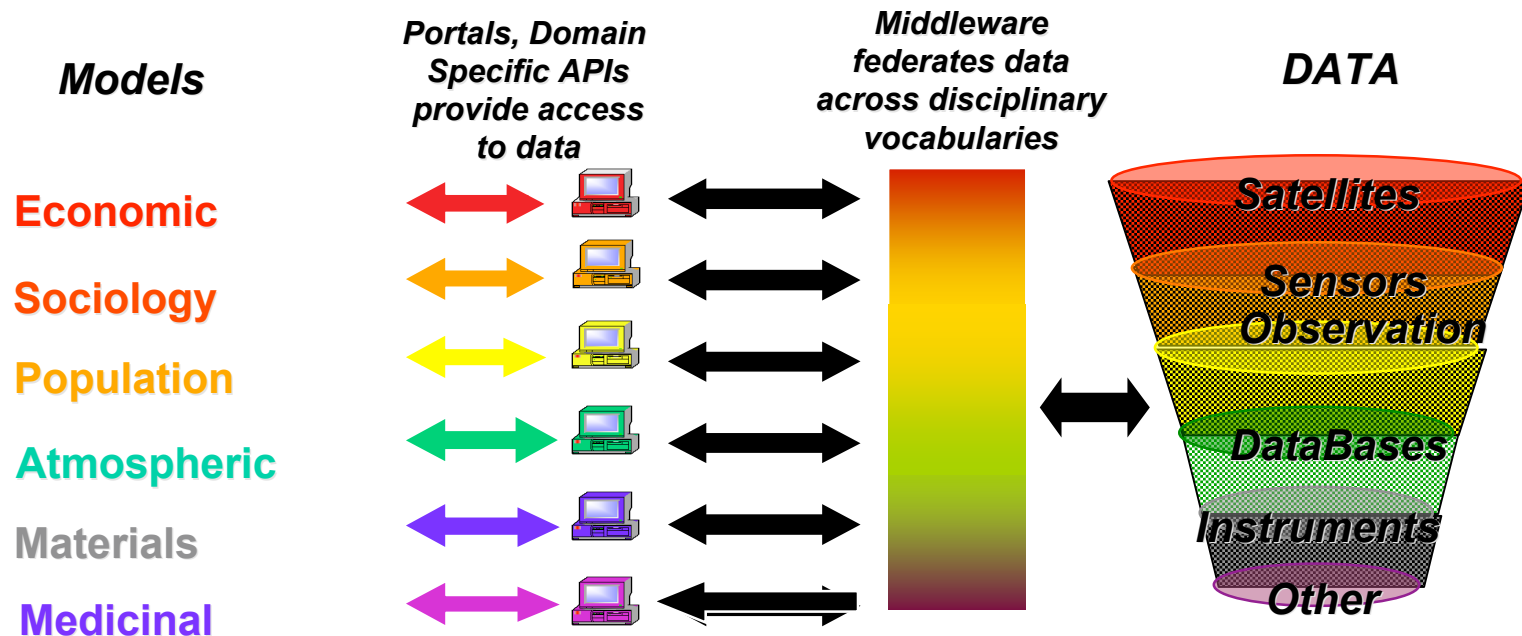 Models
Portals, Domain
Specific APIs
provide access
to data
Middleware
federates data
across disciplinary
vocabularies
DATA
Economic
Sociology
Population
Atmospheric
Materials
Medicinal
Satellites
Sensors
Observation
DataBases
Instruments
Other